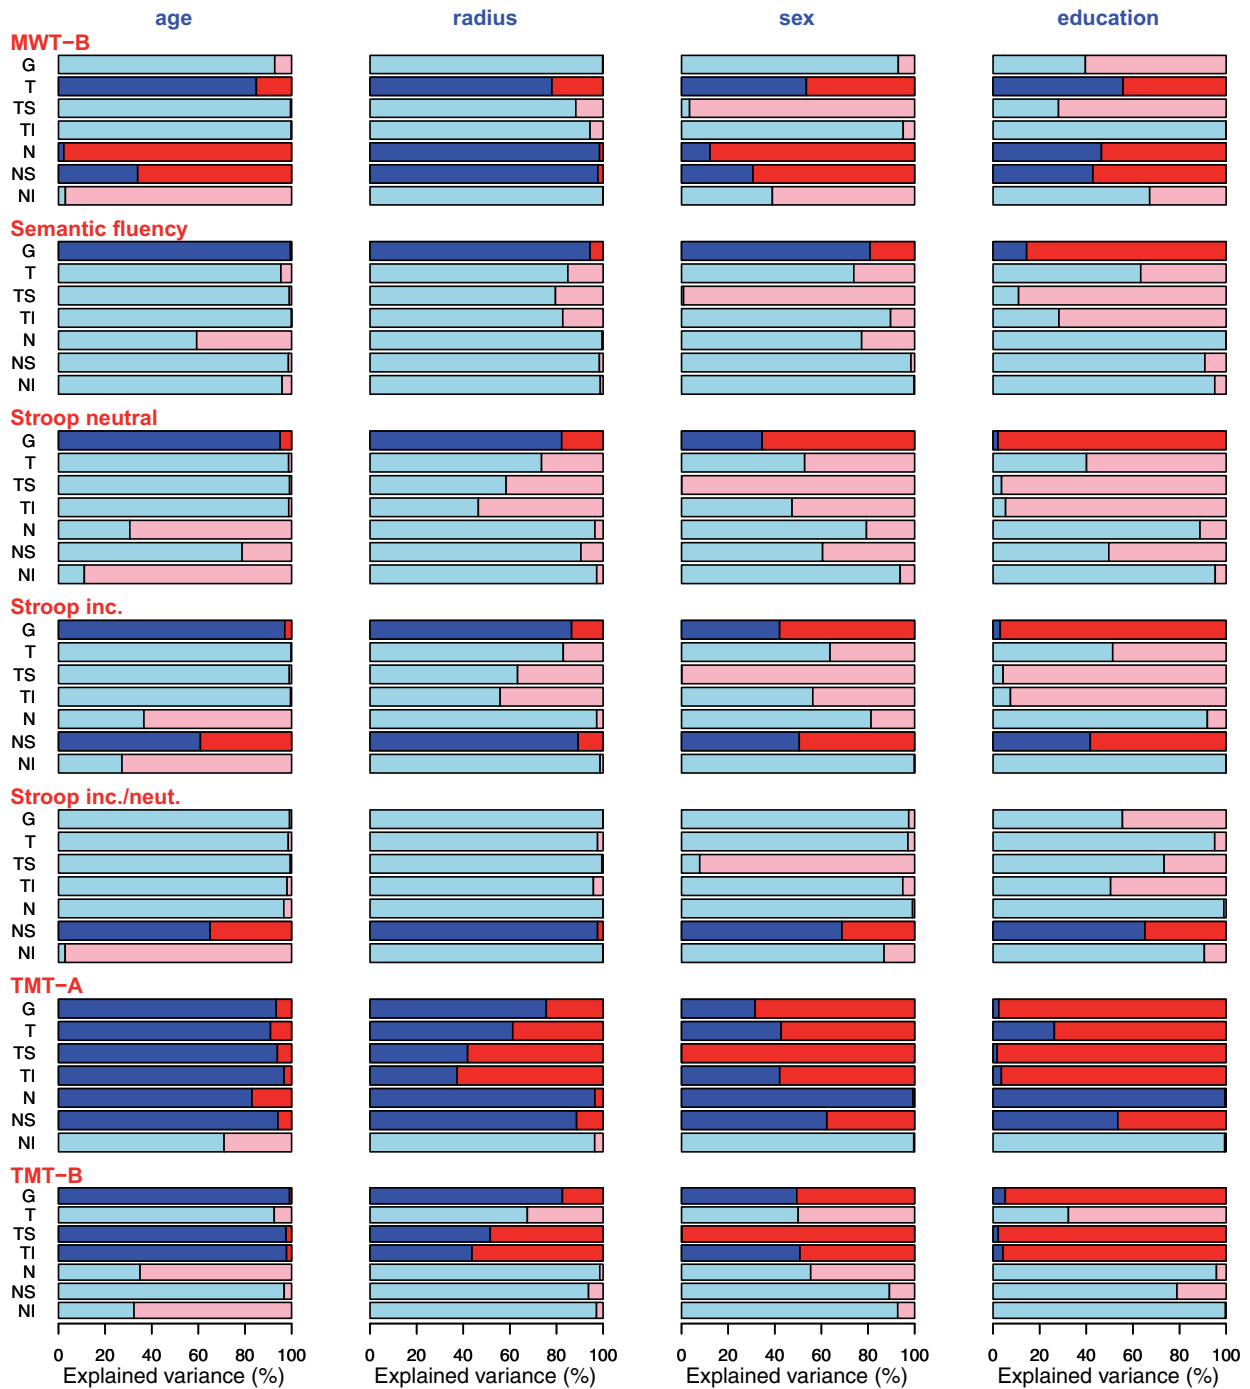 age radius sex education
MWT−B
G
T
TS
TI
N
NS
NI
Semantic fluency
G
T
TS
TI
N
NS
NI
Stroop neutral
G
T
TS
TI
N
NS
NI
Stroop inc.
G
T
TS
TI
N
NS
NI
Stroop inc./neut.
G
T
TS
TI
N
NS
NI
TMT−A
G
T
TS
TI
N
NS
NI
TMT−B
G
T
TS
TI
N
NS
NI
0 20 40 60 80 100 0 20 40 60 80 100 0 20 40 60 80 100 0 20 40 60 80 100
Explained variance (%) Explained variance (%) Explained variance (%) Explained variance (%)